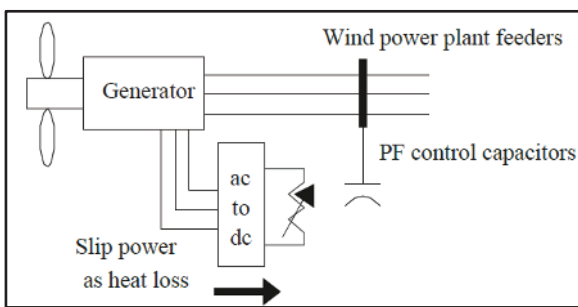 Wind power plant feeders
Generator
PF control capacitors
ac
to
dc
Slip power
as heat loss